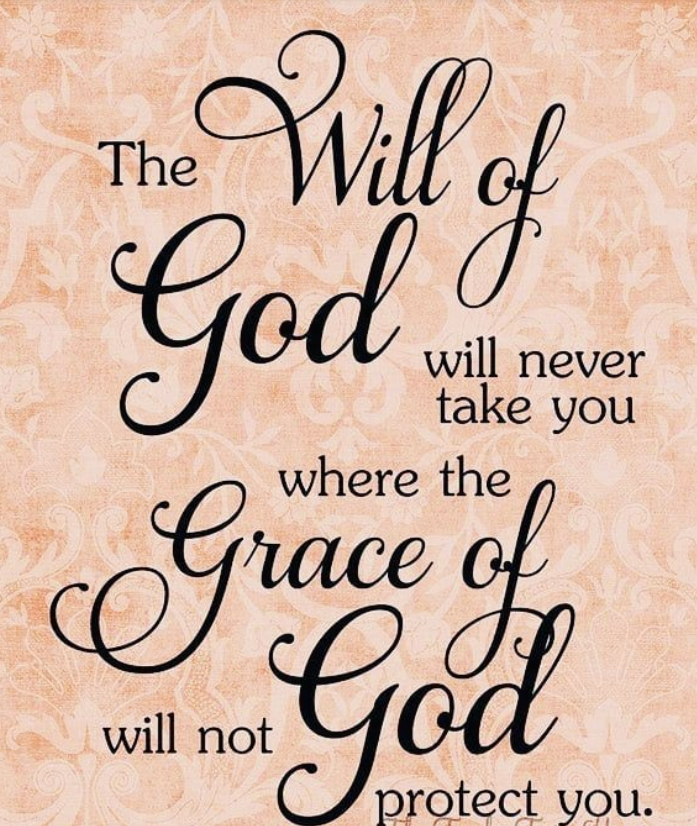 The Will of
God will never
take you
where the
Grace of
God
will not
protect you.